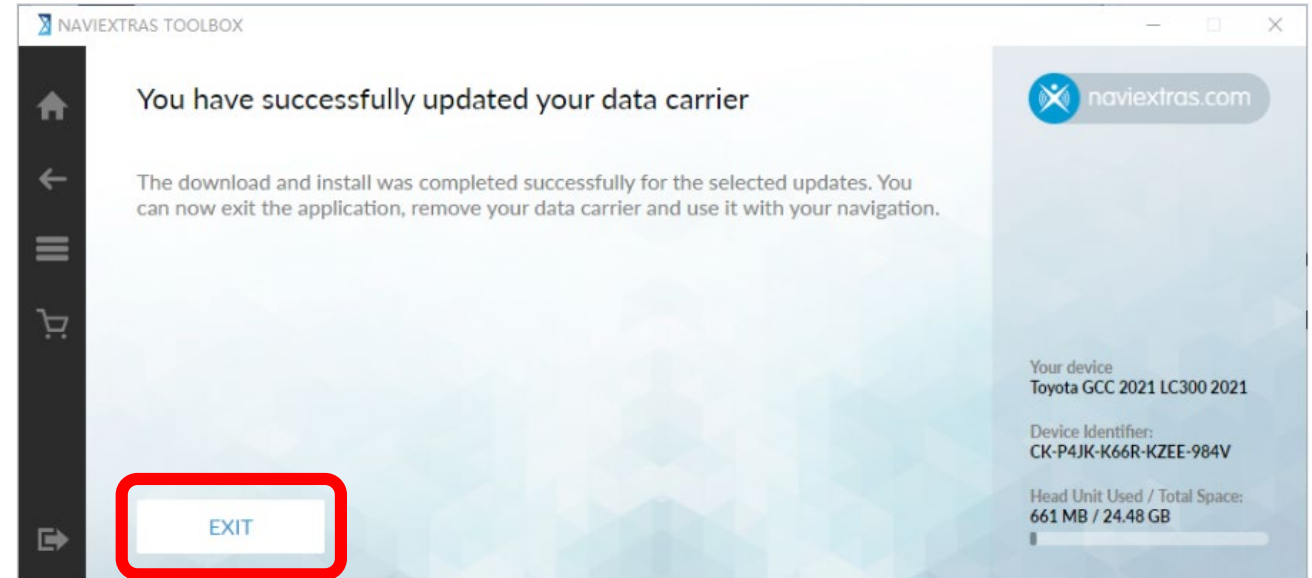 NAVIEXTRAS TOOLBOX
You have successfully updated your data carrier
naviextras.com
The download and install was completed successfully for the selected updates. You
can now exit the application, remove your data carrier and use it with your navigation.
Your device
Toyota GCC 2021 LC300 2021
Device Identifier:
CK-P4JK-K66R-KZEE-984V
Head Unit Used / Total Space:
661 MB / 24.48 GB
EXIT